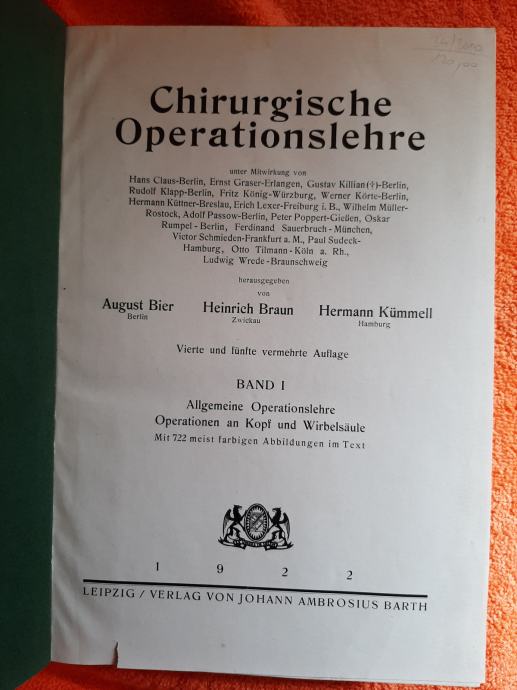 120,00
Chirurgische
Operationslehre
unter Mitwirkung von
Hans Claus-Berlin, Ernst Graser-Erlangen, Gustav Killian(†)-Berlin,
Rudolf Klapp-Berlin, Fritz König-Würzburg, Werner Körte-Berlin,
Hermann Küttner-Breslau, Erich Lexer-Freiburg i. B., Wilhelm Müller-
Rostock, Adolf Passow-Berlin, Peter Poppert-Gießen, Oskar
Rumpel-Berlin, Ferdinand Sauerbruch-München,
Victor Schmieden-Frankfurt a. M., Paul Sudeck-
Hamburg, Otto Tilmann-Köln a. Rh.,
Ludwig Wrede-Braunschweig
herausgegeben
von
August Bier Heinrich Braun Hermann Kümmell
Berlin Zwickau Hamburg
Vierte und fünfte vermehrte Auflage
BAND I
Allgemeine Operationslehre
Operationen an Kopf und Wirbelsäule
Mit 722 meist farbigen Abbildungen im Text
1 9 2 2
LEIPZIG / VERLAG VON JOHANN AMBROSIUS BARTH